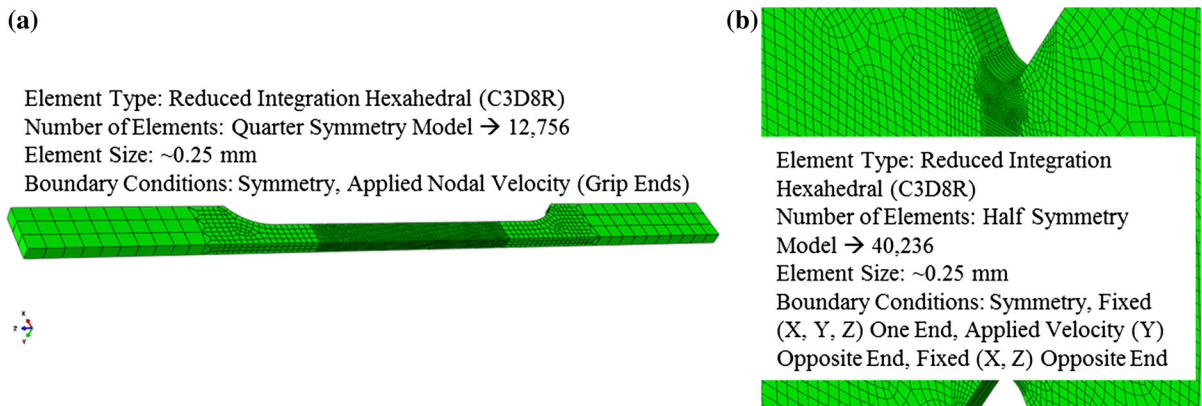 (a)
Element Type: Reduced Integration Hexahedral (C3D8R)
Number of Elements: Quarter Symmetry Model → 12,756
Element Size: ~0.25 mm
Boundary Conditions: Symmetry, Applied Nodal Velocity (Grip Ends)
X
Z
Y
(b)
Element Type: Reduced Integration
Hexahedral (C3D8R)
Number of Elements: Half Symmetry
Model → 40,236
Element Size: ~0.25 mm
Boundary Conditions: Symmetry, Fixed
(X, Y, Z) One End, Applied Velocity (Y)
Opposite End, Fixed (X, Z) Opposite End